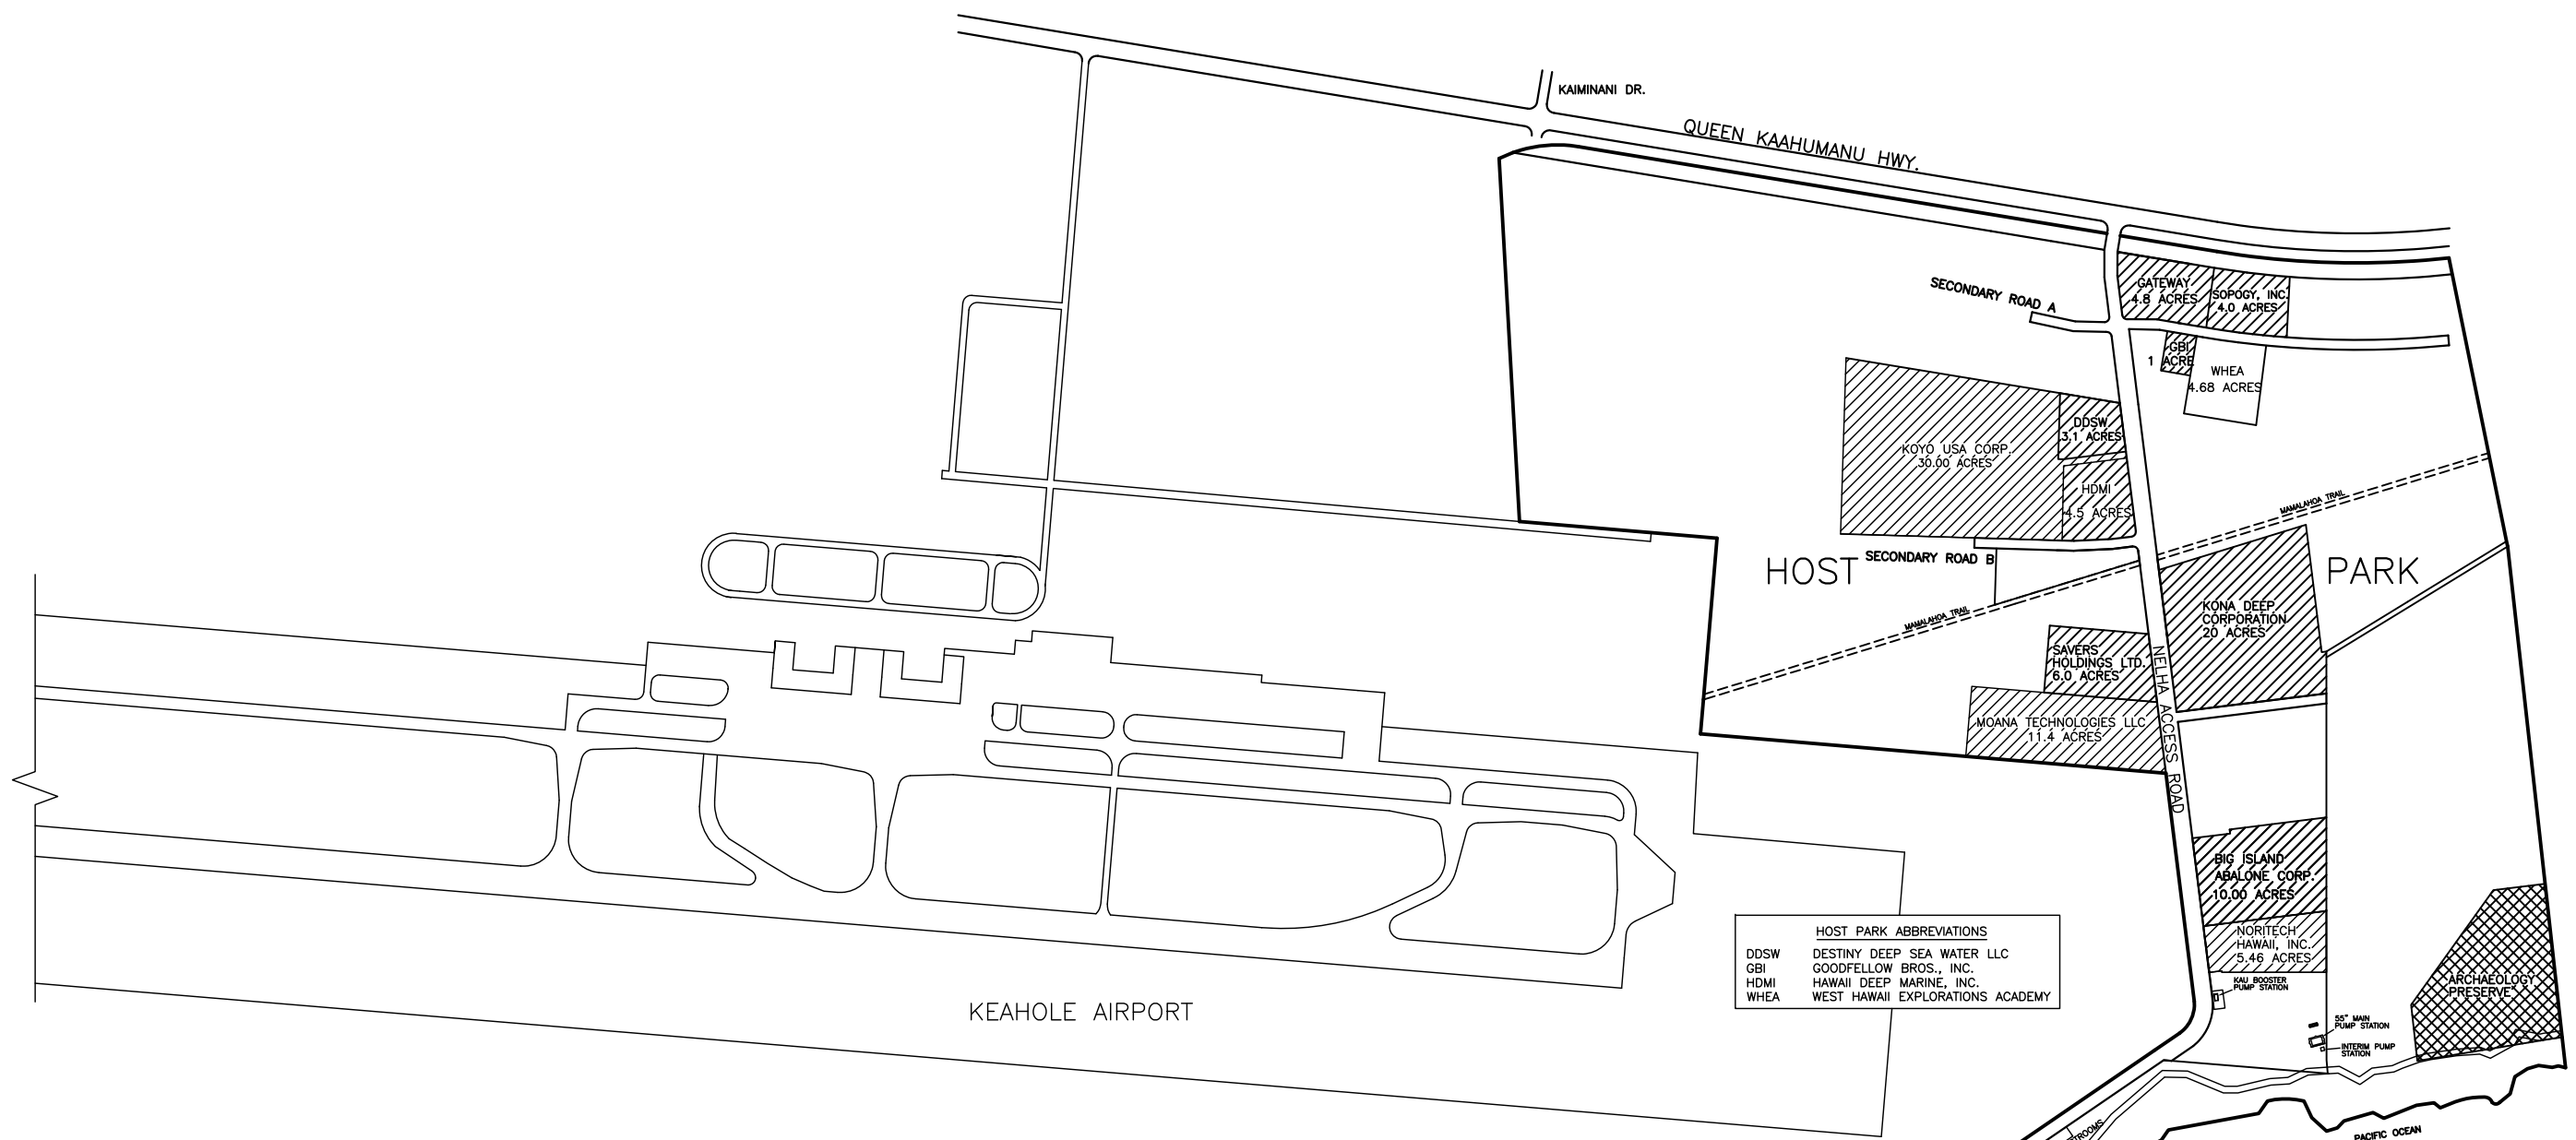 KAIMINANI DR.
QUEEN KAAHUMANU HWY.
SECONDARY ROAD A
GATEWAY
4.8 ACRES
SOPOGY, INC.
4.0 ACRES
GBI
1 ACRE
WHEA
4.68 ACRES
DDSW
3.1 ACRES
KOYO USA CORP.
30.00 ACRES
HDMI
4.5 ACRES
MAMALAHOA TRAIL
HOST
SECONDARY ROAD B
PARK
MAMALAHOA TRAIL
KONA DEEP
CORPORATION
20 ACRES
SAVERS
HOLDINGS LTD.
6.0 ACRES
NELHA ACCESS ROAD
MOANA TECHNOLOGIES LLC
11.4 ACRES
BIG ISLAND
ABALONE CORP.
10.00 ACRES
NORITECH
HAWAII, INC.
5.46 ACRES
KAU BOOSTER
PUMP STATION
ARCHAEOLOGY
PRESERVE
55" MAIN
PUMP STATION
INTERIM PUMP
STATION
HOST PARK ABBREVIATIONS
DDSW DESTINY DEEP SEA WATER LLC
GBI GOODFELLOW BROS., INC.
HDMI HAWAII DEEP MARINE, INC.
WHEA WEST HAWAII EXPLORATIONS ACADEMY
KEAHOLE AIRPORT
PACIFIC OCEAN